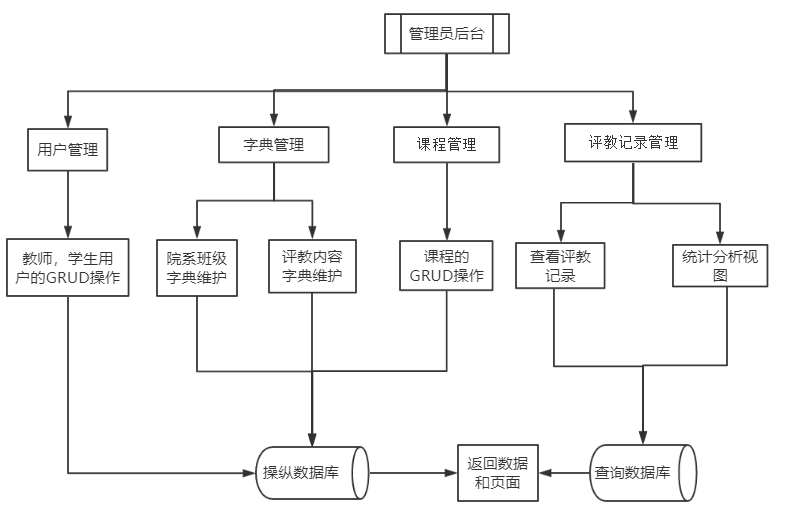 管理员后台
用户管理
字典管理
课程管理
评教记录管理
教师，学生用
户的GRUD操作
院系班级
字典维护
评教内容
字典维护
课程的
GRUD操作
查看评教
记录
统计分析视
图
操纵数据库
返回数据
和页面
查询数据库